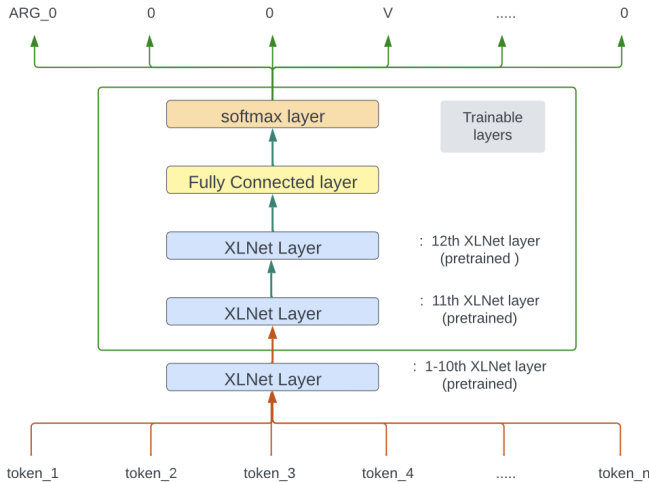 ARG_0 0 0 V ..... 0
softmax layer
Trainable
layers
Fully Connected layer
XLNet Layer
: 12th XLNet layer
(pretrained )
XLNet Layer
: 11th XLNet layer
(pretrained)
XLNet Layer
: 1-10th XLNet layer
(pretrained)
token_1 token_2 token_3 token_4 ..... token_n